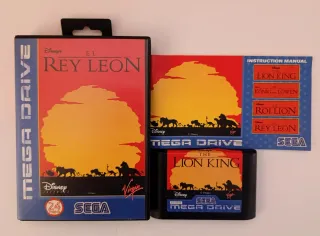 Disney's
EL
REY LEON
MEGA DRIVE
Disney
Virgin
24
SEGA
INSTRUCTION MANUAL
LION KING
ROI LION
REY LEON
Disney
MEGA DRIVE
SEGA
THE
LION KING
SEGA
MEGA DRIVE